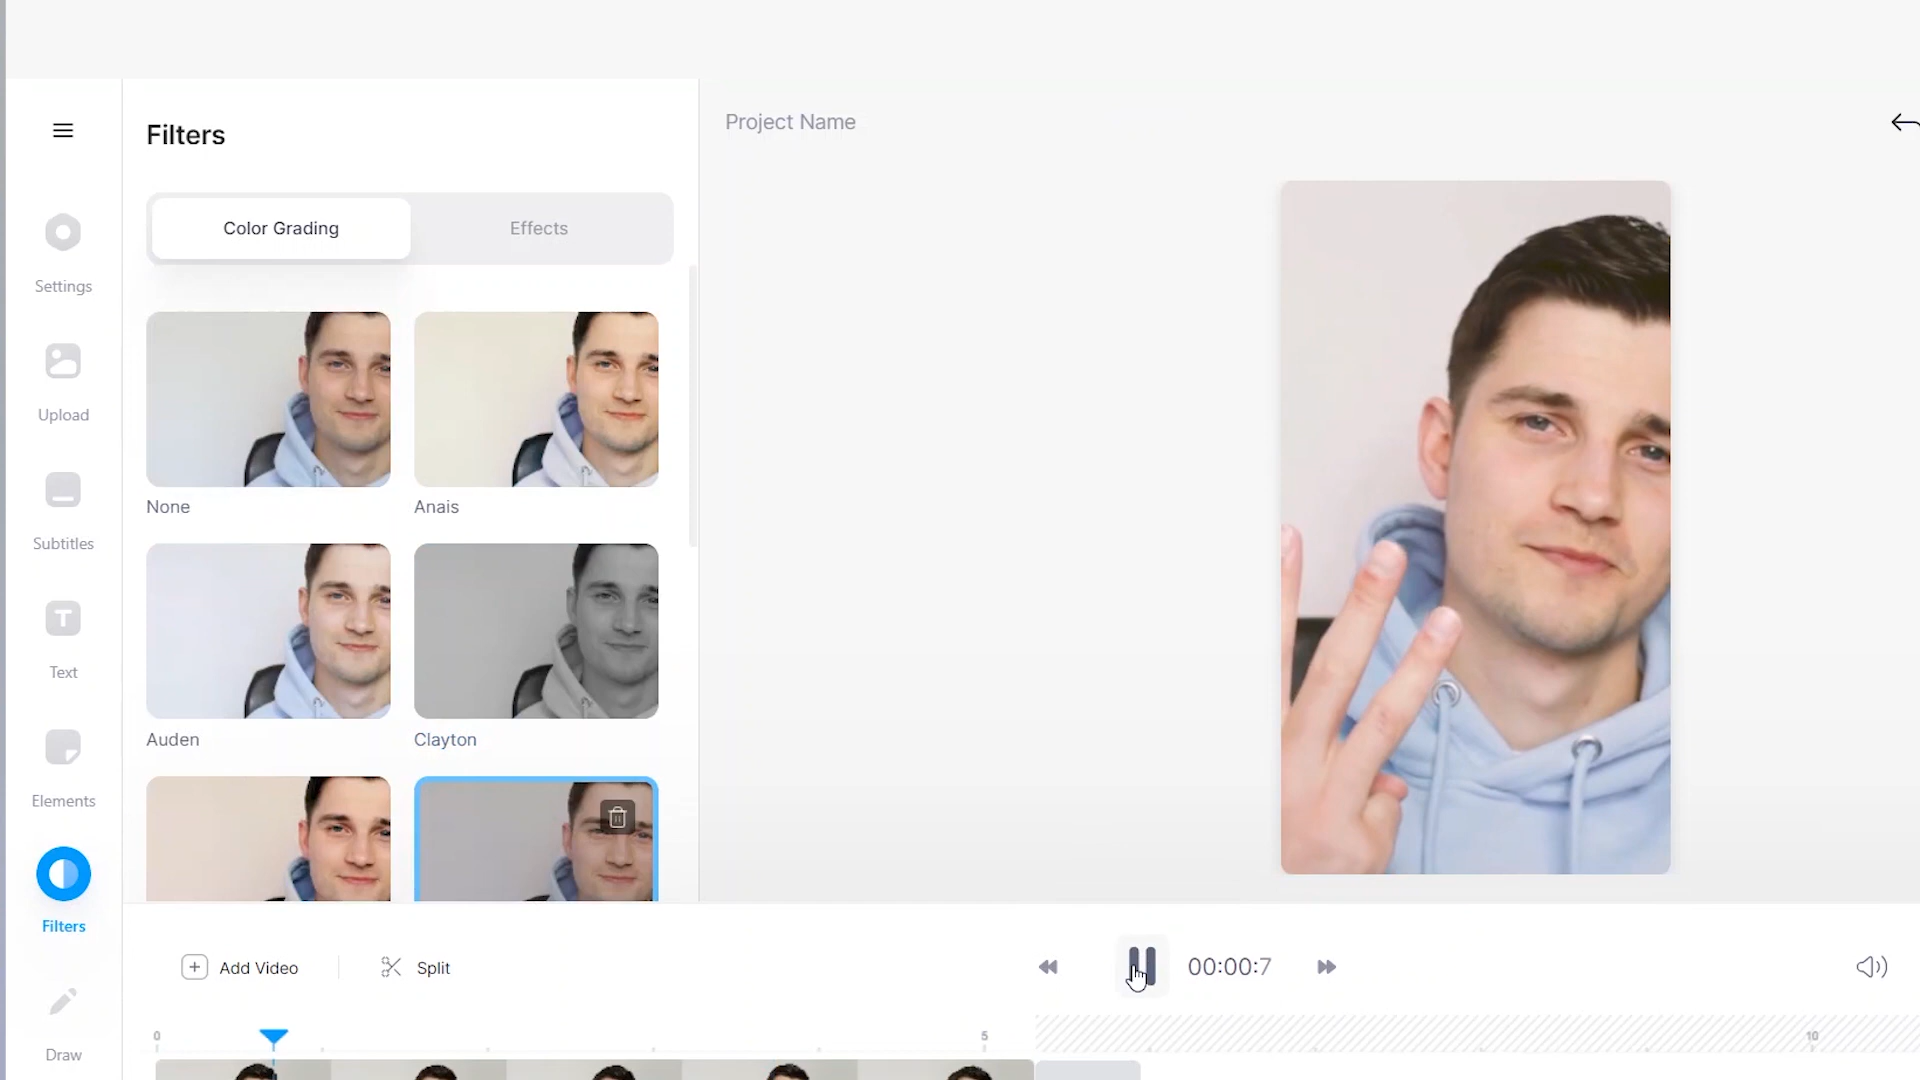 Filters
Project Name
Color Grading
Effects
Settings
Upload
Subtitles
Text
Elements
Filters
Draw
None
Anais
Auden
Clayton
Add Video
Split
00:00:7
0
5
10